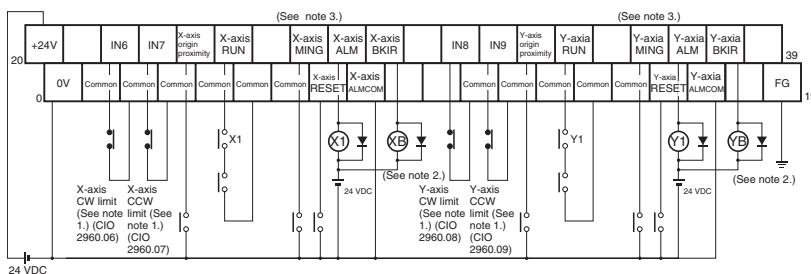 (See note 3.)
(See note 3.)
+24V
IN6
IN7
X-axis
origin
proximity
X-axia
RUN
X-axis
MING
X-axis
ALM
X-axis
BKIR
IN8
IN9
Y-axis
origin
proximity
Y-axia
RUN
Y-axia
MING
Y-axia
ALM
Y-axia
BKIR
20
39
0V
Common
Common
Common
Common
Common
Common
X-axis
RESET
X-axis
ALMCOM
Common
Common
Common
Common
Common
Common
Y-axia
RESET
Y-axia
ALMCOM
FG
0
1
X1
X1
XB
Y1
Y1
YB
(See note 2.)
(See note 2.)
24 VDC
24 VDC
X-axis
CW limit
(See note
1.) (CIO
2960.06)
X-axis
CCW
limit (See
note 1.)
(CIO
2960.07)
Y-axis
CW limit
(See note
1.) (CIO
2960.08)
Y-axis
CCW
limit (See
note 1.)
(CIO
2960.09)
24 VDC